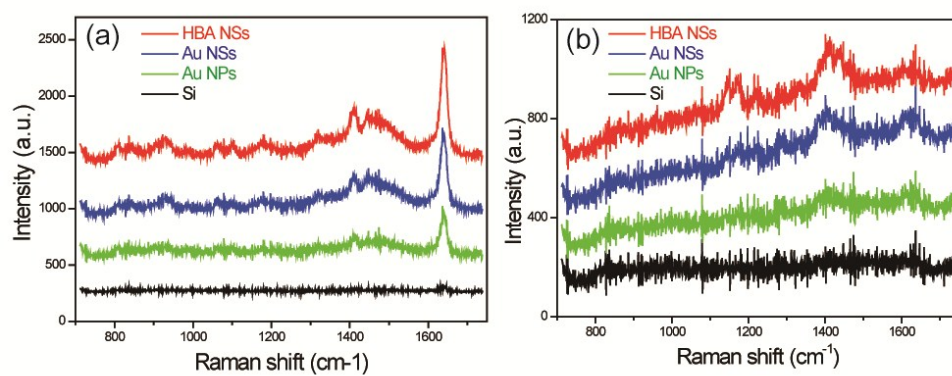 (a)
HBA NSs
Au NSs
Au NPs
Si
2500
2000
1500
1000
500
0
Intensity (a.u.)
800
1000
1200
1400
1600
Raman shift (cm-1)
(b)
HBA NSs
Au NSs
Au NPs
Si
1200
800
400
0
Intensity (a.u.)
800
1000
1200
1400
1600
Raman shift (cm⁻¹)